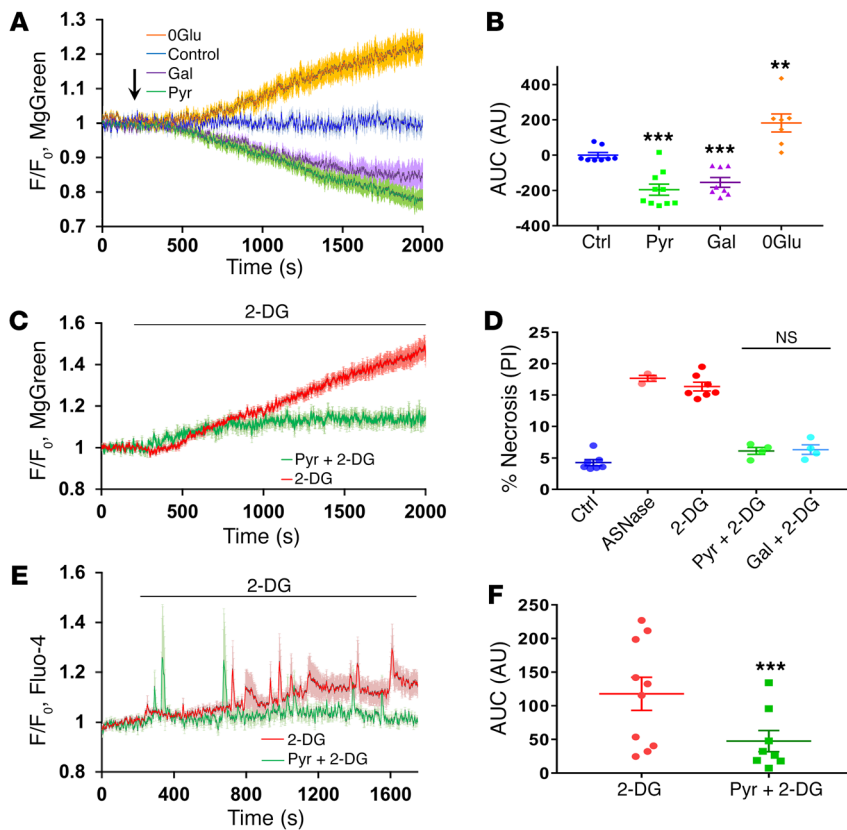 A
F/F0, MgGreen
1.3
1.2
1.1
1
0.9
0.8
0.7
0Glu
Control
Gal
Pyr
0 500 1000 1500 2000
Time (s)
B
AUC (AU)
400
200
0
-200
-400
***
***
**
Ctrl Pyr Gal 0Glu
C
2-DG
F/F0, MgGreen
1.6
1.4
1.2
1
0.8
Pyr + 2-DG
2-DG
0 500 1000 1500 2000
Time (s)
D
% Necrosis (PI)
25
20
15
10
5
0
NS
Ctrl
ASNase
2-DG
Pyr + 2-DG
Gal + 2-DG
E
2-DG
F/F0, Fluo-4
1.6
1.4
1.2
1
0.8
2-DG
Pyr + 2-DG
0 400 800 1200 1600
Time (s)
F
AUC (AU)
250
200
150
100
50
0
***
2-DG Pyr + 2-DG